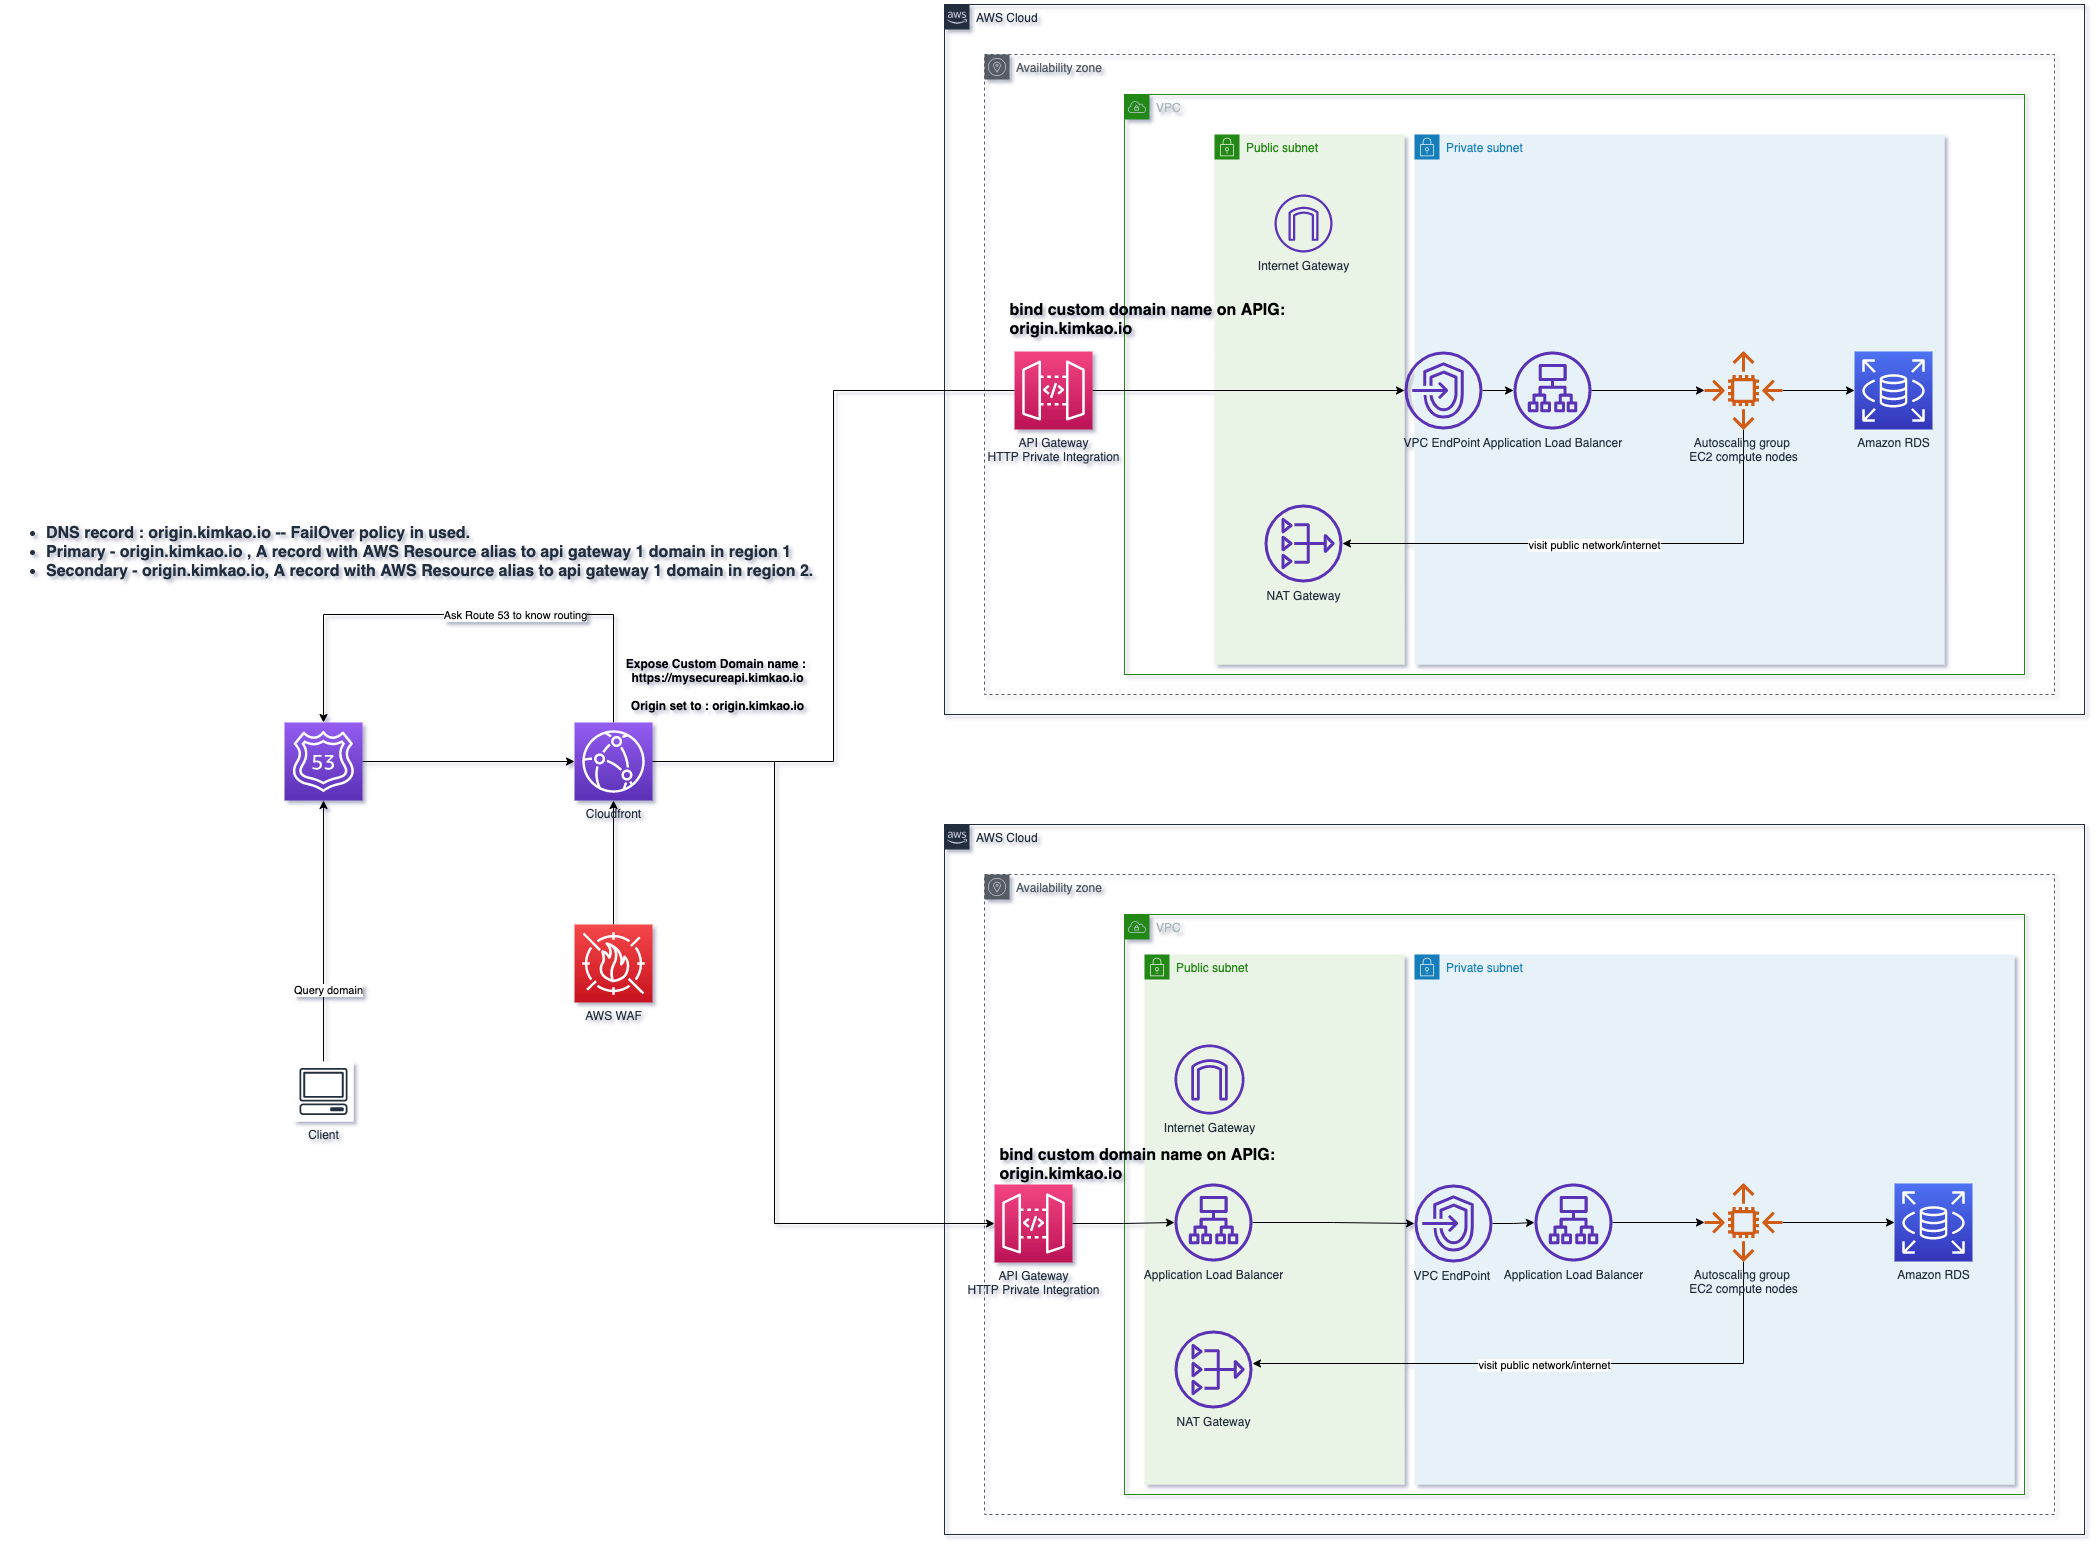 aws
AWS Cloud
Availability zone
VPC
Public subnet
Private subnet
Internet Gateway
bind custom domain name on APIG:
origin.kimkao.io
API Gateway
HTTP Private Integration
VPC EndPoint
Application Load Balancer
Autoscaling group
EC2 compute nodes
Amazon RDS
visit public network/internet
NAT Gateway
• DNS record : origin.kimkao.io -- FailOver policy in used.
• Primary - origin.kimkao.io , A record with AWS Resource alias to api gateway 1 domain in region 1
• Secondary - origin.kimkao.io, A record with AWS Resource alias to api gateway 1 domain in region 2.
Ask Route 53 to know routing
Expose Custom Domain name :
https://mysecureapi.kimkao.io
Origin set to : origin.kimkao.io
53
Cloudfront
Query domain
AWS WAF
Client
aws
AWS Cloud
Availability zone
VPC
Public subnet
Private subnet
Internet Gateway
bind custom domain name on APIG:
origin.kimkao.io
API Gateway
HTTP Private Integration
Application Load Balancer
VPC EndPoint
Application Load Balancer
Autoscaling group
EC2 compute nodes
Amazon RDS
visit public network/internet
NAT Gateway